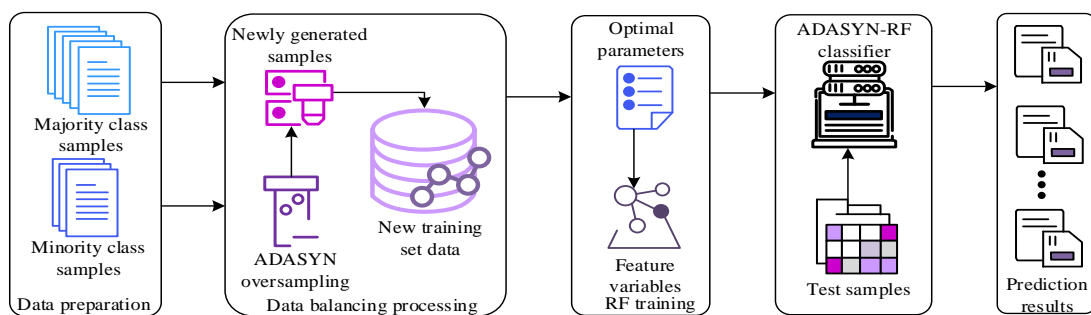 Majority class
samples
Minority class
samples
Data preparation
Newly generated
samples
New training
set data
ADASYN
oversampling
Data balancing processing
Optimal
parameters
Feature
variables
RF training
ADASYN-RF
classifier
Test samples
Prediction
results